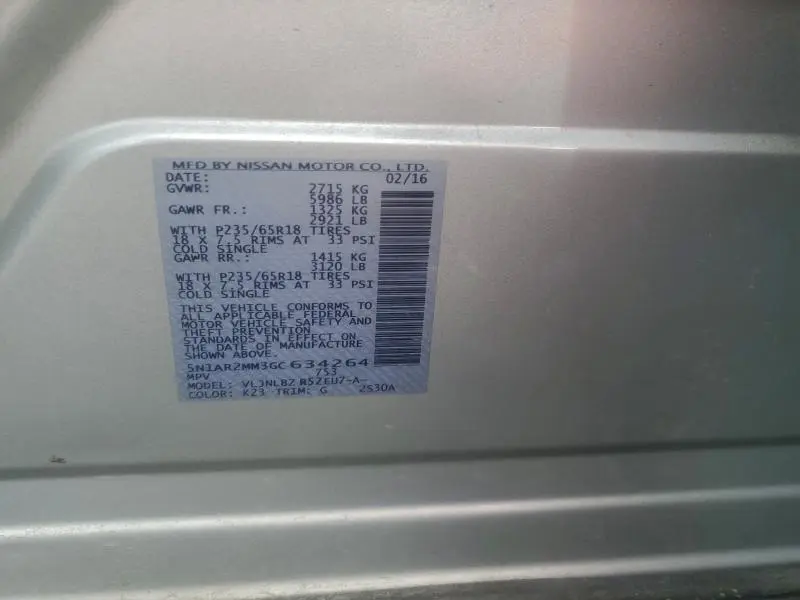 MFD BY NISSAN MOTOR CO., LTD.
DATE: 02/16
GVWR: 2715 KG
5986 LB
GAWR FR.: 1325 KG
2921 LB
WITH P235/65R18 TIRES
18 X 7.5 RIMS AT 33 PSI
COLD SINGLE
GAWR RR.: 1415 KG
3120 LB
WITH P235/65R18 TIRES
18 X 7.5 RIMS AT 33 PSI
COLD SINGLE
THIS VEHICLE CONFORMS TO
ALL APPLICABLE FEDERAL
MOTOR VEHICLE SAFETY AND
THEFT PREVENTION
STANDARDS IN EFFECT ON
THE DATE OF MANUFACTURE
SHOWN ABOVE.
5N1AR2MM3GC634264
MPV 7S3
MODEL:
COLOR: K23 TRIM: G 2S30A